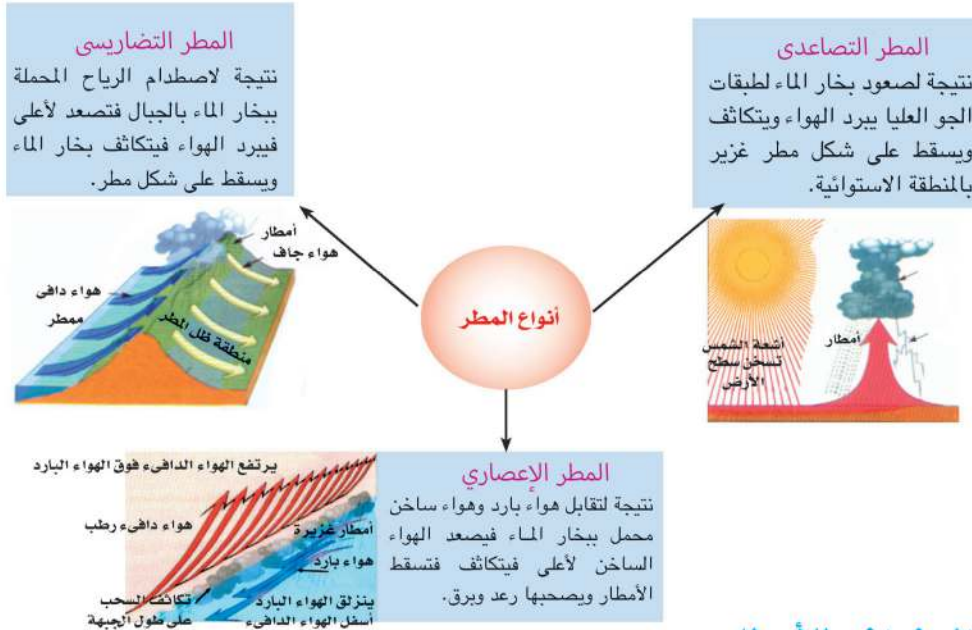 المطر التصاعدى
نتيجة لصعود بخار الماء لطبقات
الجو العليا يبرد الهواء ويتكاثف
ويسقط على شكل مطر غزير
بالمنطقة الاستوائية.
أشعة الشمس
تسخن سطح
الأرض
أمطار
المطر التضاريسى
نتيجة لاصطدام الرياح المحملة
ببخار الماء بالجبال فتصعد لأعلى
فيبرد الهواء فيتكاثف بخار الماء
ويسقط على شكل مطر.
أمطار
هواء جاف
هواء دافى
ممطر
منطقة ظل المطر
أنواع المطر
المطر الإعصاري
نتيجة لتقابل هواء بارد وهواء ساخن
محمل ببخار الماء فيصعد الهواء
الساخن لأعلى فيتكاثف فتسقط
الأمطار ويصحبها رعد وبرق.
يرتفع الهواء الدافىء فوق الهواء البارد
هواء دافىء رطب
أمطار غزيرة
هواء بارد
ينزلق الهواء البارد
أسفل الهواء الدافىء
تكاثف السحب
على طول الجبهة